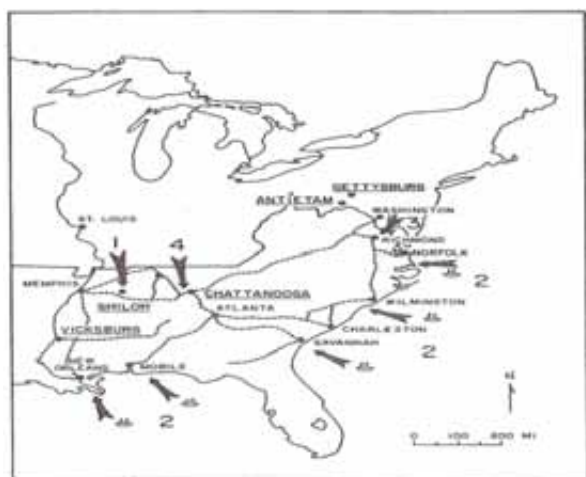 GETTYSBURG
ANTIETAM
WASHINGTON
ST. LOUIS
3
RICHMOND
1
4
NORFOLK
2
MEMPHIS
CHATTANOOGA
SHILOH
WILMINGTON
ATLANTA
VICKSBURG
CHARLESTON
2
SAVANNAH
NEW
ORLEANS
MOBILE
N
2
0 100 200 MI